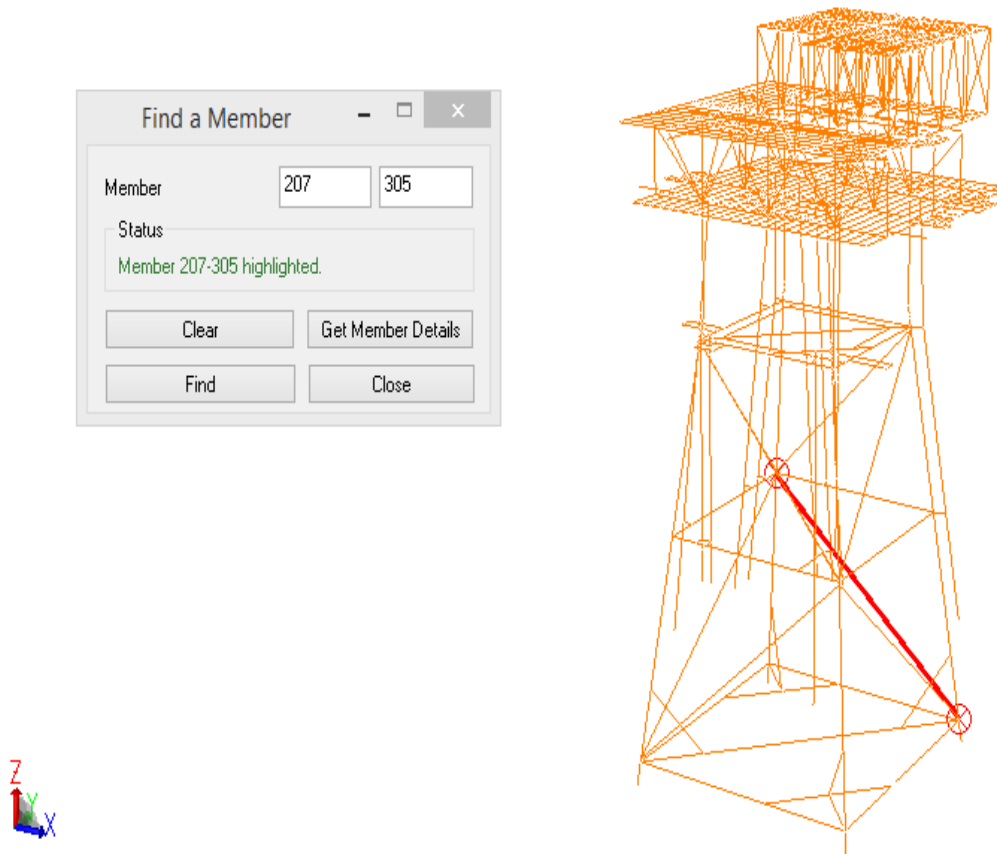 Find a Member
Member 207 305
Status
Member 207-305 highlighted.
Clear Get Member Details
Find Close
Z
Y
X